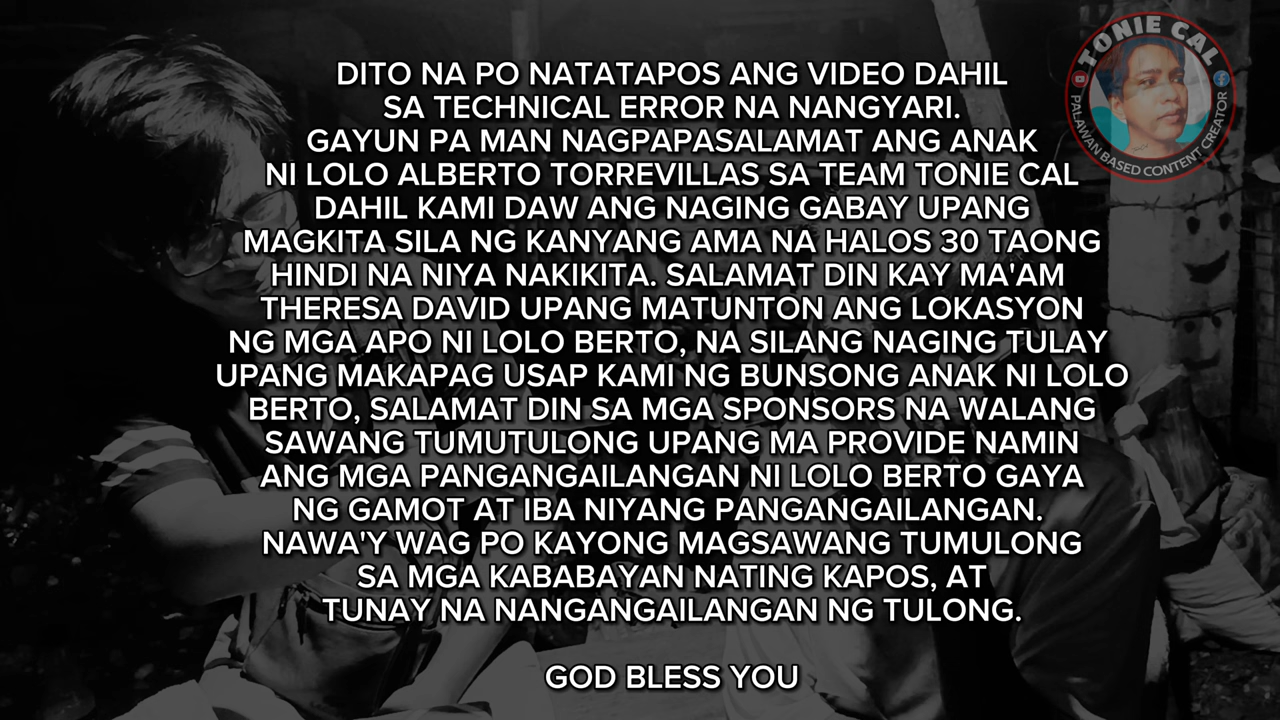 TONIE CAL
PALAWAN BASED CONTENT CREATOR
DITO NA PO NATATAPOS ANG VIDEO DAHIL
SA TECHNICAL ERROR NA NANGYARI.
GAYUN PA MAN NAGPAPASALAMAT ANG ANAK
NI LOLO ALBERTO TORREVILLAS SA TEAM TONIE CAL
DAHIL KAMI DAW ANG NAGING GABAY UPANG
MAGKITA SILA NG KANYANG AMA NA HALOS 30 TAONG
HINDI NA NIYA NAKIKITA. SALAMAT DIN KAY MA'AM
THERESA DAVID UPANG MATUNTON ANG LOKASYON
NG MGA APO NI LOLO BERTO, NA SILANG NAGING TULAY
UPANG MAKAPAG USAP KAMI NG BUNSONG ANAK NI LOLO
BERTO, SALAMAT DIN SA MGA SPONSORS NA WALANG
SAWANG TUMUTULONG UPANG MA PROVIDE NAMIN
ANG MGA PANGANGAILANGAN NI LOLO BERTO GAYA
NG GAMOT AT IBA NIYANG PANGANGAILANGAN.
NAWA'Y WAG PO KAYONG MAGSAWANG TUMULONG
SA MGA KABABAYAN NATING KAPOS, AT
TUNAY NA NANGANGAILANGAN NG TULONG.
GOD BLESS YOU